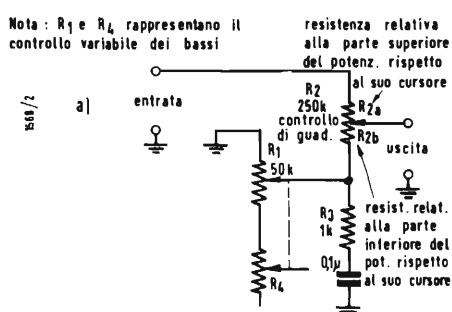 Nota : R1 e R4 rappresentano il
controllo variabile dei bassi
resistenza relativa
alla parte superiore
del potenz. rispetto
al suo cursore
1568/2
a)
entrata
R2
250k
controllo
di guad.
R2a
R2b
uscita
R1
50k
R3
1k
0,1µ
R4
resist. relat.
alla parte
inferiore del
pot. rispetto
al suo cursore